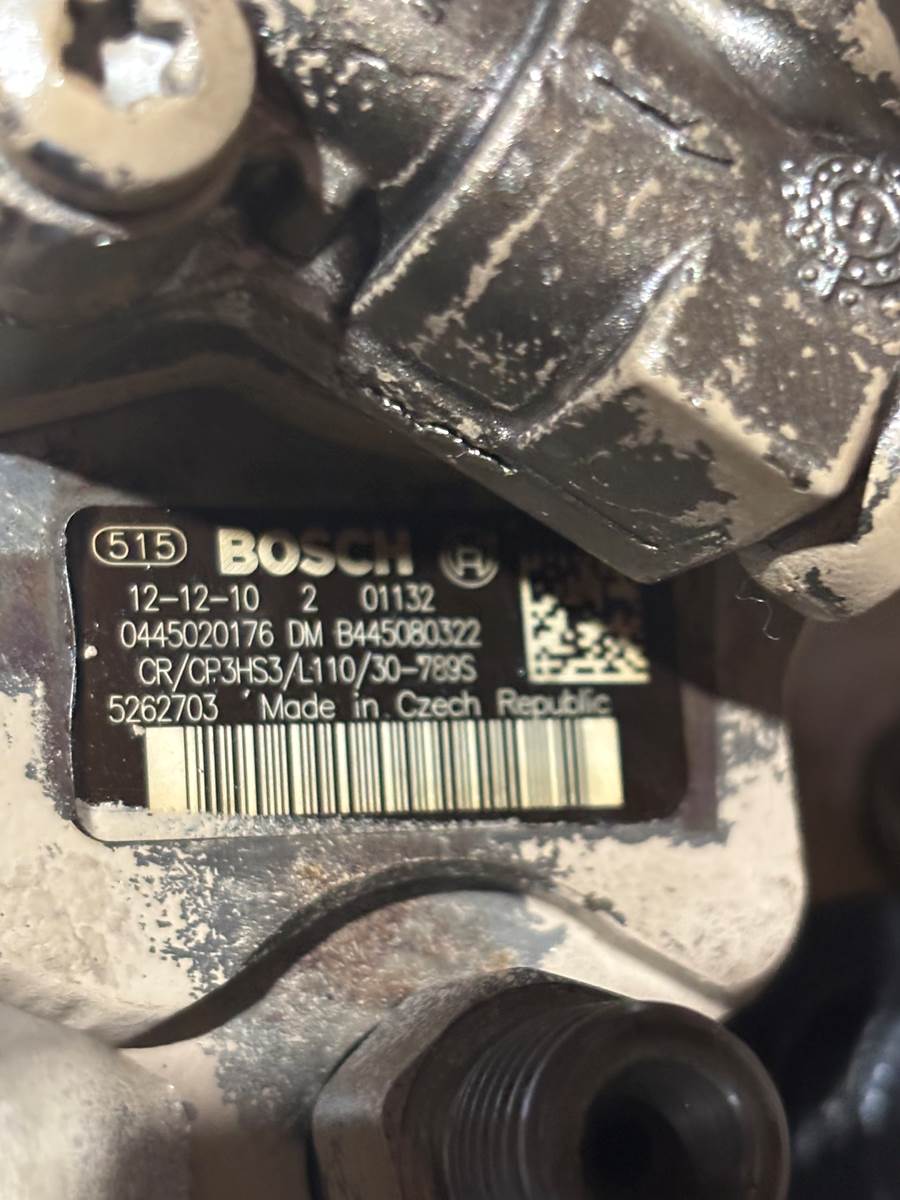 515 BOSCH
12-12-10 2 01132
0445020176 DM B445080322
CR/CP3HS3/L110/30-789S
5262703 Made in Czech Republic